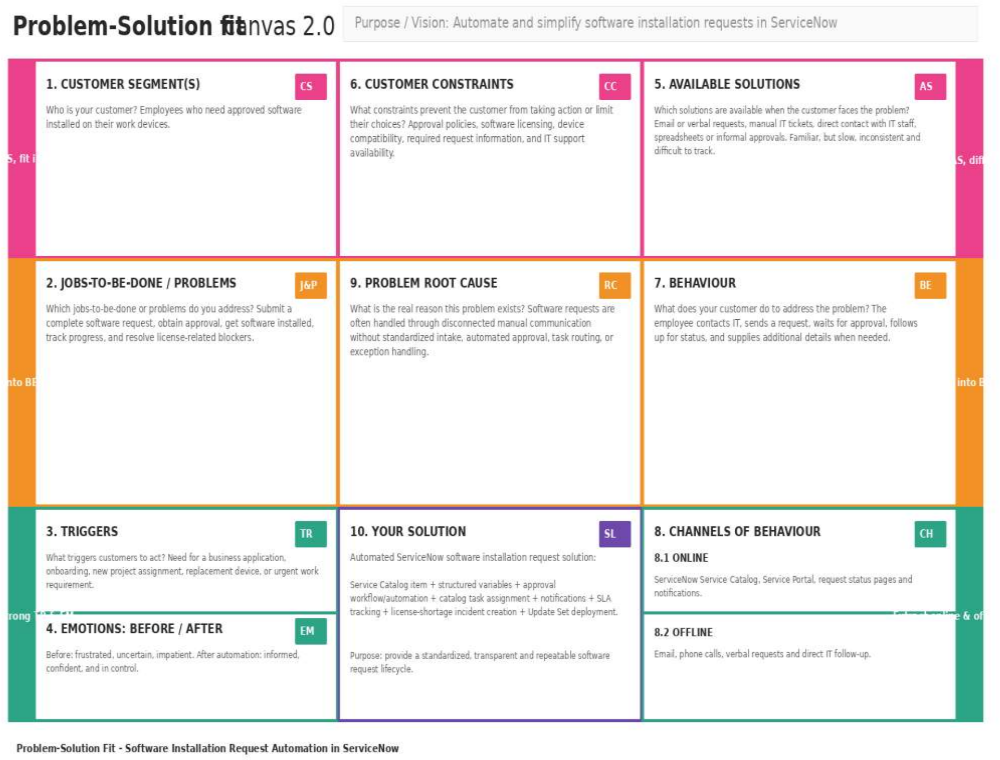 Problem-Solution fit canvas 2.0
Purpose / Vision: Automate and simplify software installation requests in ServiceNow
1. CUSTOMER SEGMENT(S)
CS
Who is your customer? Employees who need approved software
installed on their work devices.
6. CUSTOMER CONSTRAINTS
CC
What constraints prevent the customer from taking action or limit
their choices? Approval policies, software licensing, device
compatibility, required request information, and IT support
availability.
5. AVAILABLE SOLUTIONS
AS
Which solutions are available when the customer faces the problem?
Email or verbal requests, manual IT tickets, direct contact with IT staff,
spreadsheets or informal approvals. Familiar, but slow, inconsistent and
difficult to track.
S, fit i
AS, diff
2. JOBS-TO-BE-DONE / PROBLEMS
J&P
Which jobs-to-be-done or problems do you address? Submit a
complete software request, obtain approval, get software installed,
track progress, and resolve license-related blockers.
9. PROBLEM ROOT CAUSE
RC
What is the real reason this problem exists? Software requests are
often handled through disconnected manual communication
without standardized intake, automated approval, task routing, or
exception handling.
7. BEHAVIOUR
BE
What does your customer do to address the problem? The
employee contacts IT, sends a request, waits for approval, follows
up for status, and supplies additional details when needed.
nto BE
into B
3. TRIGGERS
TR
What triggers customers to act? Need for a business application,
onboarding, new project assignment, replacement device, or urgent work
requirement.
rong
4. EMOTIONS: BEFORE / AFTER
EM
Before: frustrated, uncertain, impatient. After automation: informed,
confident, and in control.
10. YOUR SOLUTION
SL
Automated ServiceNow software installation request solution:
Service Catalog item + structured variables + approval
workflow/automation + catalog task assignment + notifications + SLA
tracking + license-shortage incident creation + Update Set deployment.
Purpose: provide a standardized, transparent and repeatable software
request lifecycle.
8. CHANNELS OF BEHAVIOUR
CH
8.1 ONLINE
ServiceNow Service Catalog, Service Portal, request status pages and
notifications.
& of
8.2 OFFLINE
Email, phone calls, verbal requests and direct IT follow-up.
Problem-Solution Fit - Software Installation Request Automation in ServiceNow